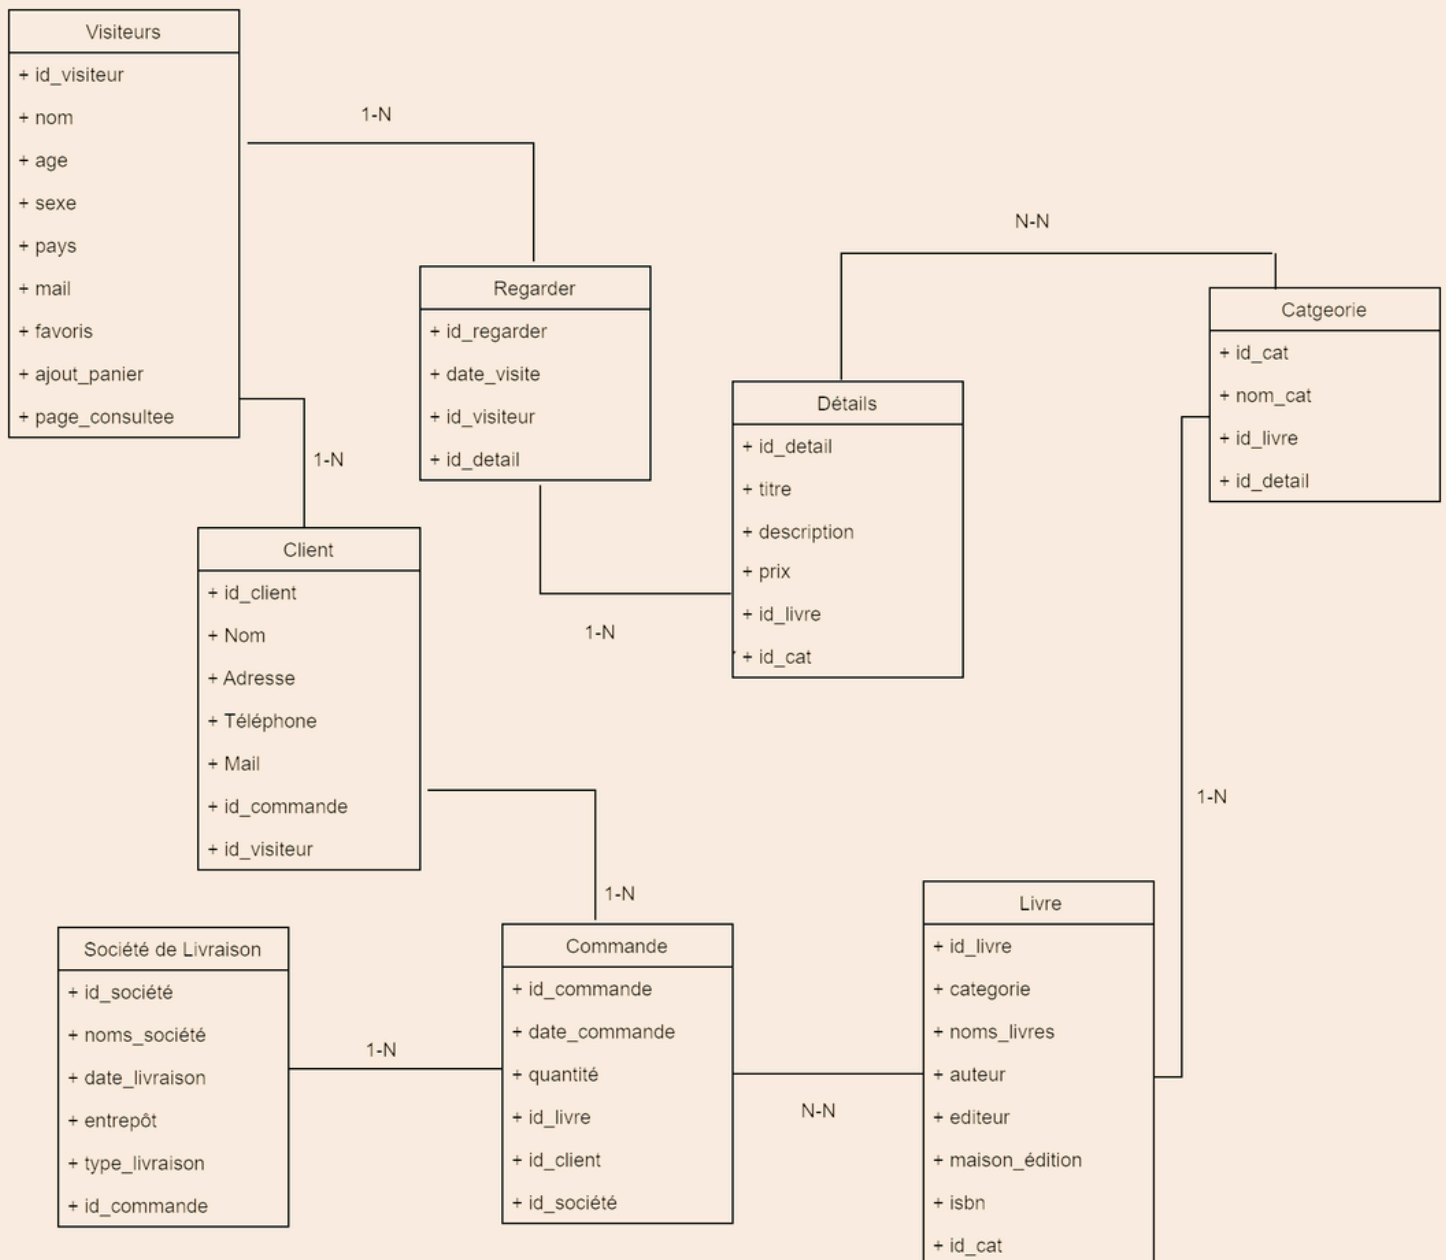 Visiteurs
+ id_visiteur
+ nom
+ age
+ sexe
+ pays
+ mail
+ favoris
+ ajout_panier
+ page_consultee
1-N
1-N
Regarder
+ id_regarder
+ date_visite
+ id_visiteur
+ id_detail
1-N
N-N
Détails
+ id_detail
+ titre
+ description
+ prix
+ id_livre
+ id_cat
Catgeorie
+ id_cat
+ nom_cat
+ id_livre
+ id_detail
1-N
Client
+ id_client
+ Nom
+ Adresse
+ Téléphone
+ Mail
+ id_commande
+ id_visiteur
1-N
Société de Livraison
+ id_société
+ noms_société
+ date_livraison
+ entrepôt
+ type_livraison
+ id_commande
1-N
Commande
+ id_commande
+ date_commande
+ quantité
+ id_livre
+ id_client
+ id_société
N-N
Livre
+ id_livre
+ categorie
+ noms_livres
+ auteur
+ editeur
+ maison_édition
+ isbn
+ id_cat